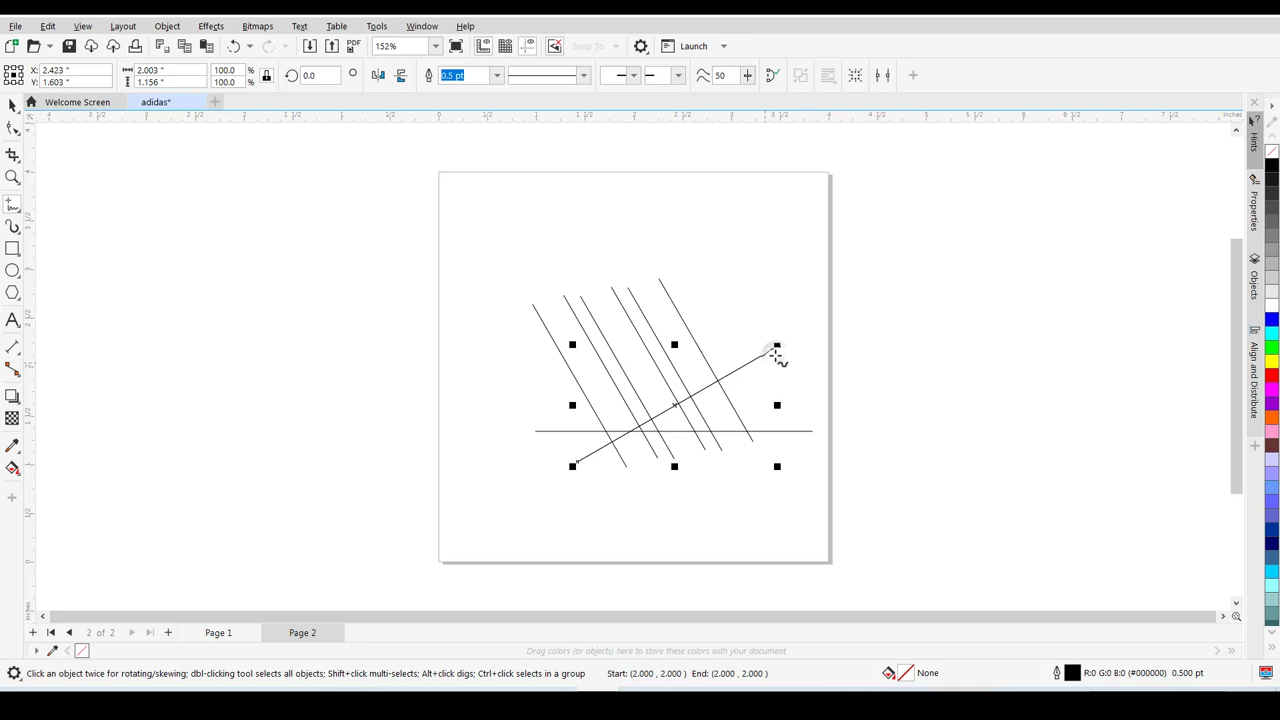 File Edit View Layout Object Effects Bitmaps Text Table Tools Window Help
PDF 152% Snap To Launch
X: 2.423 " 2.003 " 100.0 % 0.0 ° 0.5 pt 50
Y: 1.603 " 1.156 " 100.0 %
Welcome Screen adidas*
inches
Hints
Properties
Objects
Align and Distribute
2 of 2 Page 1 Page 2
Drag colors (or objects) here to store these colors with your document
Click an object twice for rotating/skewing; dbl-clicking tool selects all objects; Shift+click multi-selects; Alt+click digs; Ctrl+click selects in a group Start: (2.000, 2.000 ) End: (2.000, 2.000 ) None R:0 G:0 B:0 (#000000) 0.500 pt